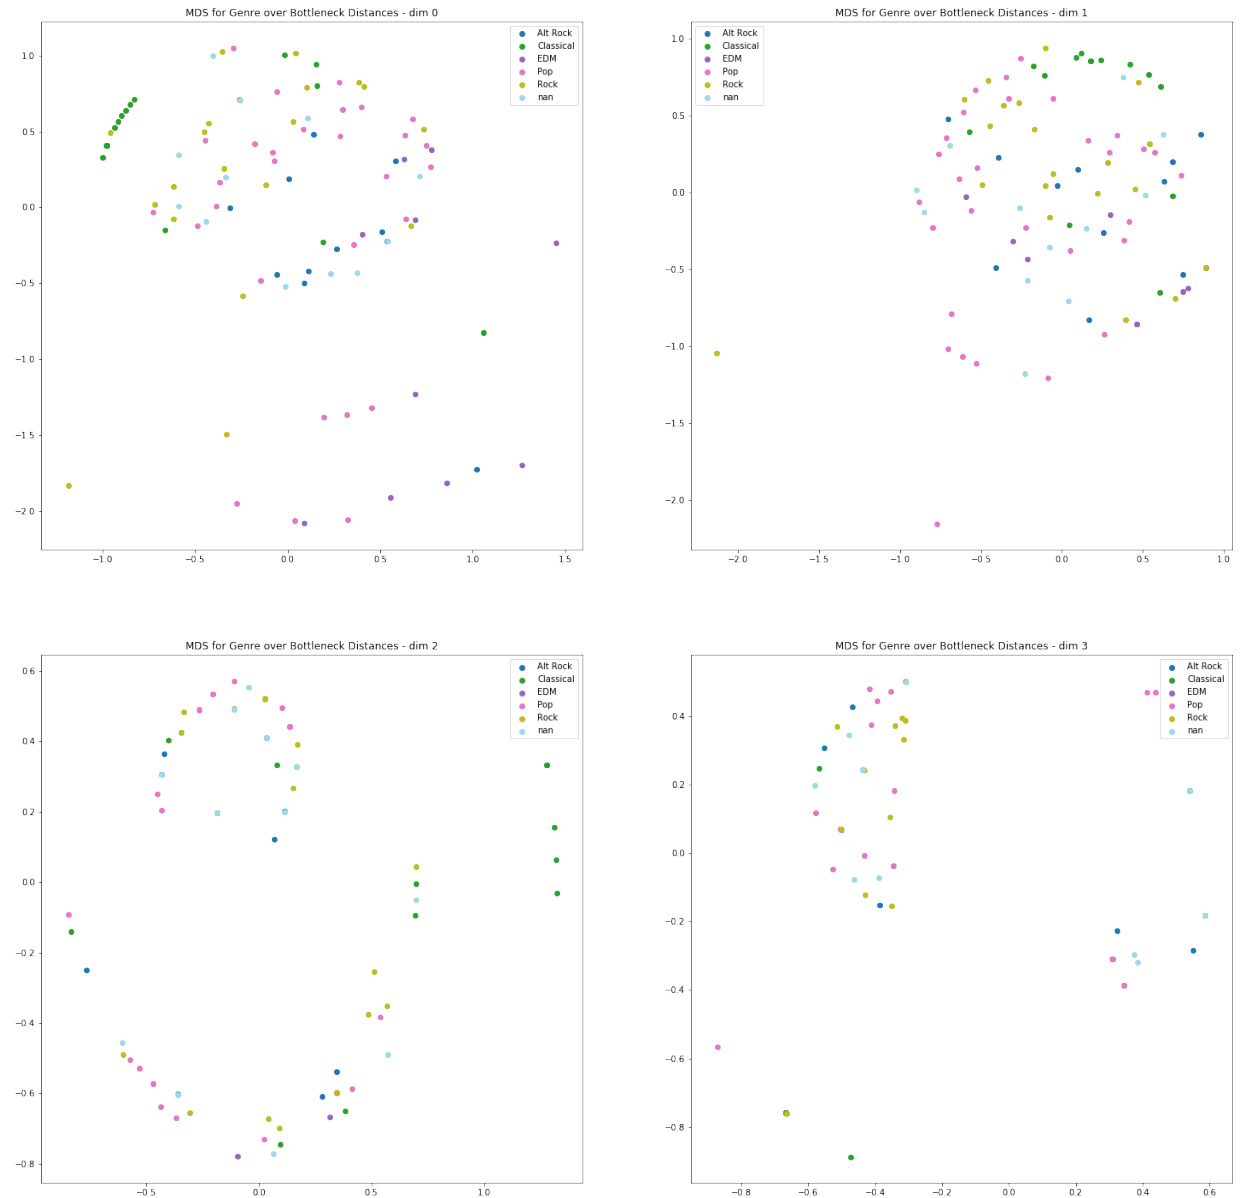 MDS for Genre over Bottleneck Distances - dim 0
Alt Rock
Classical
EDM
Pop
Rock
nan
1.0
0.5
0.0
−0.5
−1.0
−1.5
−2.0
−1.0 −0.5 0.0 0.5 1.0 1.5
MDS for Genre over Bottleneck Distances - dim 1
Alt Rock
Classical
EDM
Pop
Rock
nan
1.0
0.5
0.0
−0.5
−1.0
−1.5
−2.0
−2.0 −1.5 −1.0 −0.5 0.0 0.5 1.0
MDS for Genre over Bottleneck Distances - dim 2
Alt Rock
Classical
EDM
Pop
Rock
nan
0.6
0.4
0.2
0.0
−0.2
−0.4
−0.6
−0.8
−0.5 0.0 0.5 1.0
MDS for Genre over Bottleneck Distances - dim 3
Alt Rock
Classical
EDM
Pop
Rock
nan
0.4
0.2
0.0
−0.2
−0.4
−0.6
−0.8
−0.8 −0.6 −0.4 −0.2 0.0 0.2 0.4 0.6